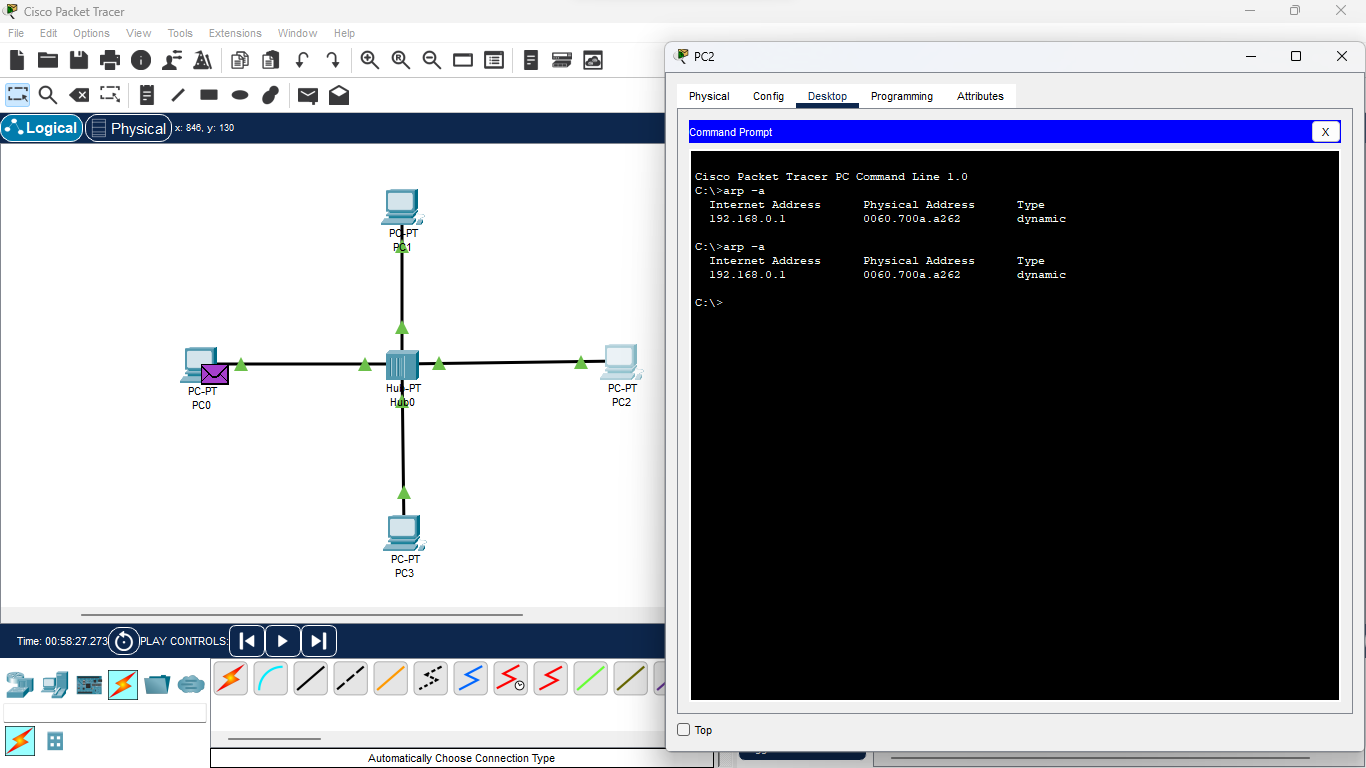 Cisco Packet Tracer
File Edit Options View Tools Extensions Window Help
Logical Physical x: 846, y: 130
PC-PT
PC1
PC-PT
PC0
Hub-PT
Hub0
PC-PT
PC2
PC-PT
PC3
Time: 00:58:27.273 PLAY CONTROLS:
Automatically Choose Connection Type
PC2
Physical Config Desktop Programming Attributes
Command Prompt X
Cisco Packet Tracer PC Command Line 1.0
C:\>arp -a
Internet Address Physical Address Type
192.168.0.1 0060.700a.a262 dynamic
C:\>arp -a
Internet Address Physical Address Type
192.168.0.1 0060.700a.a262 dynamic
C:\>
Top